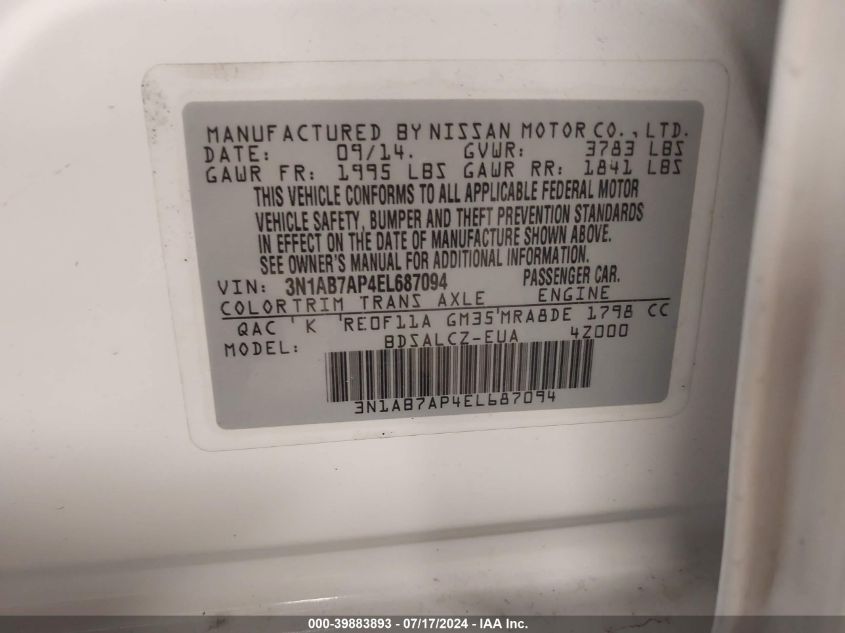 MANUFACTURED BY NISSAN MOTOR CO., LTD.
DATE: 09/14. GVWR: 3783 LBS
GAWR FR: 1995 LBS GAWR RR: 1841 LBS
THIS VEHICLE CONFORMS TO ALL APPLICABLE FEDERAL MOTOR
VEHICLE SAFETY, BUMPER AND THEFT PREVENTION STANDARDS
IN EFFECT ON THE DATE OF MANUFACTURE SHOWN ABOVE.
SEE OWNER'S MANUAL FOR ADDITIONAL INFORMATION.
VIN: 3N1AB7AP4EL687094 PASSENGER CAR.
COLORTRIM TRANS AXLE ENGINE
QAC 'K 'RE0F11A GM35'MRA8DE 1798 CC
MODEL: BDSALCZ-EUA 4Z000
3N1AB7AP4EL687094
000-39883893 - 07/17/2024 - IAA Inc.